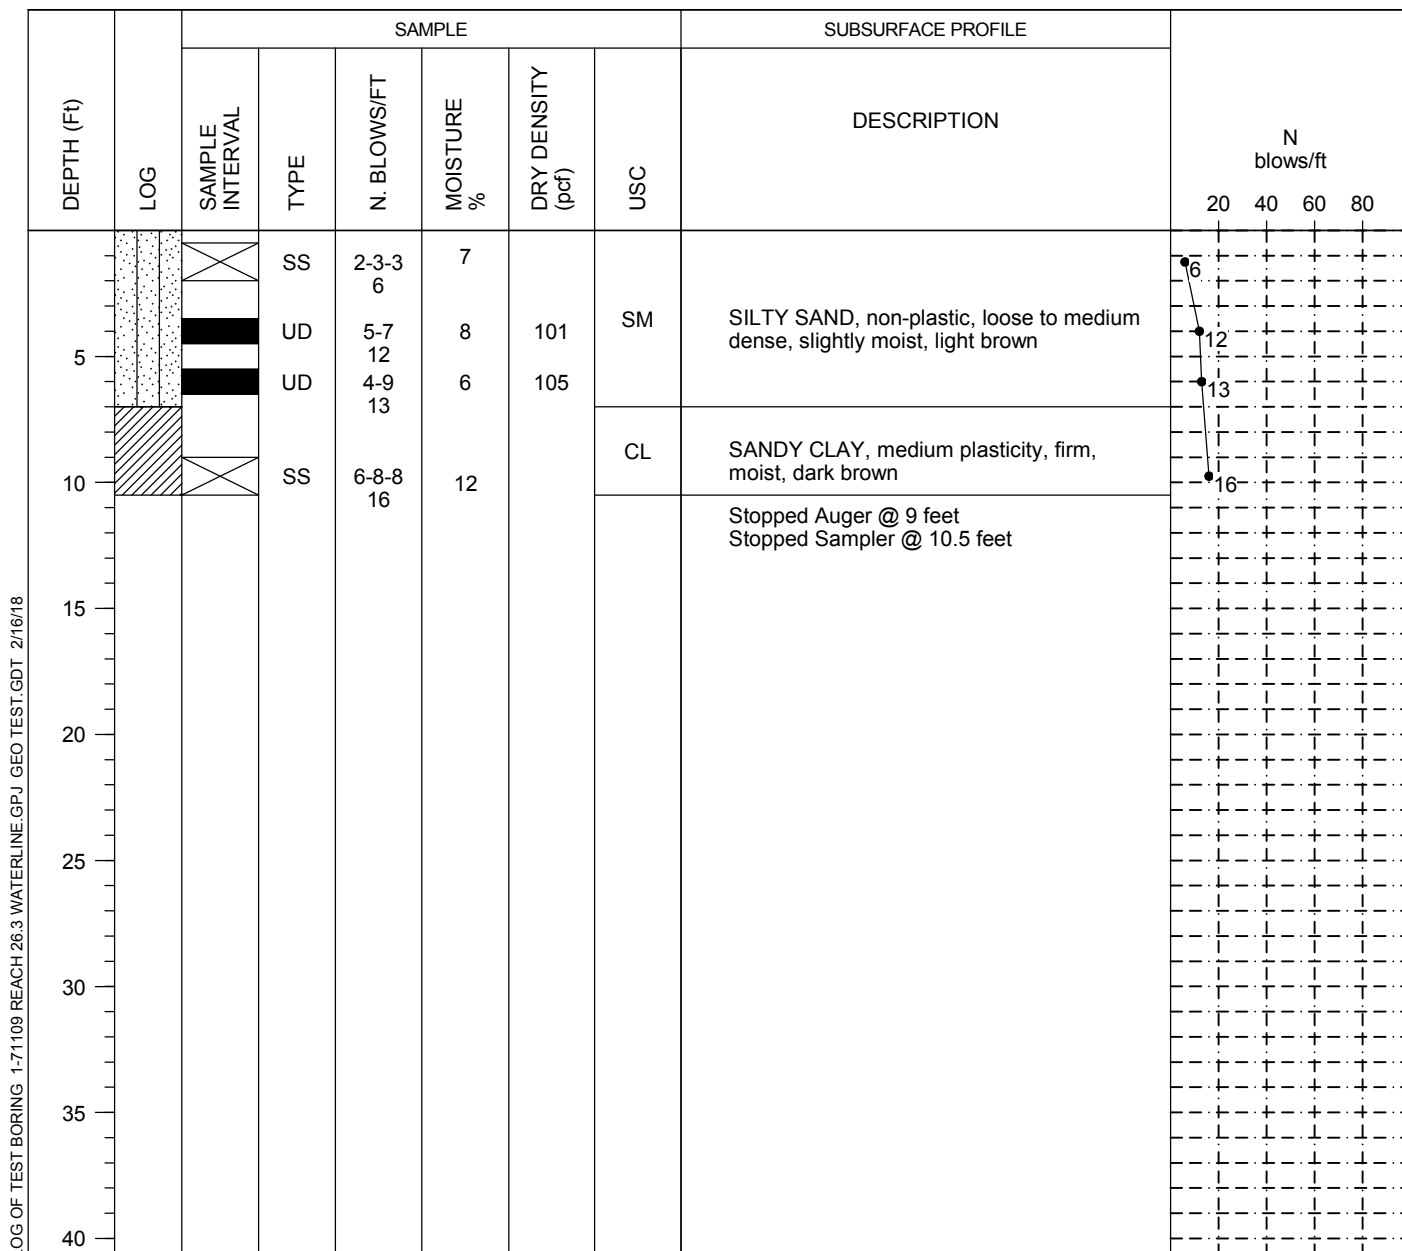 SAMPLE
SUBSURFACE PROFILE
DEPTH (Ft)
LOG
SAMPLE
INTERVAL
TYPE
N. BLOWS/FT
MOISTURE
%
DRY DENSITY
(pcf)
USC
DESCRIPTION
N
blows/ft
20 40 60 80
SS 2-3-3 7
6
6
SM SILTY SAND, non-plastic, loose to medium
dense, slightly moist, light brown
UD 5-7 8 101
12
12
5
UD 4-9 6 105
13
13
CL SANDY CLAY, medium plasticity, firm,
moist, dark brown
10 SS 6-8-8 12
16
16
Stopped Auger @ 9 feet
Stopped Sampler @ 10.5 feet
15
20
25
30
35
40
LOG OF TEST BORING 1-71109 REACH 26.3 WATERLINE.GPJ GEO TEST.GDT 2/16/18